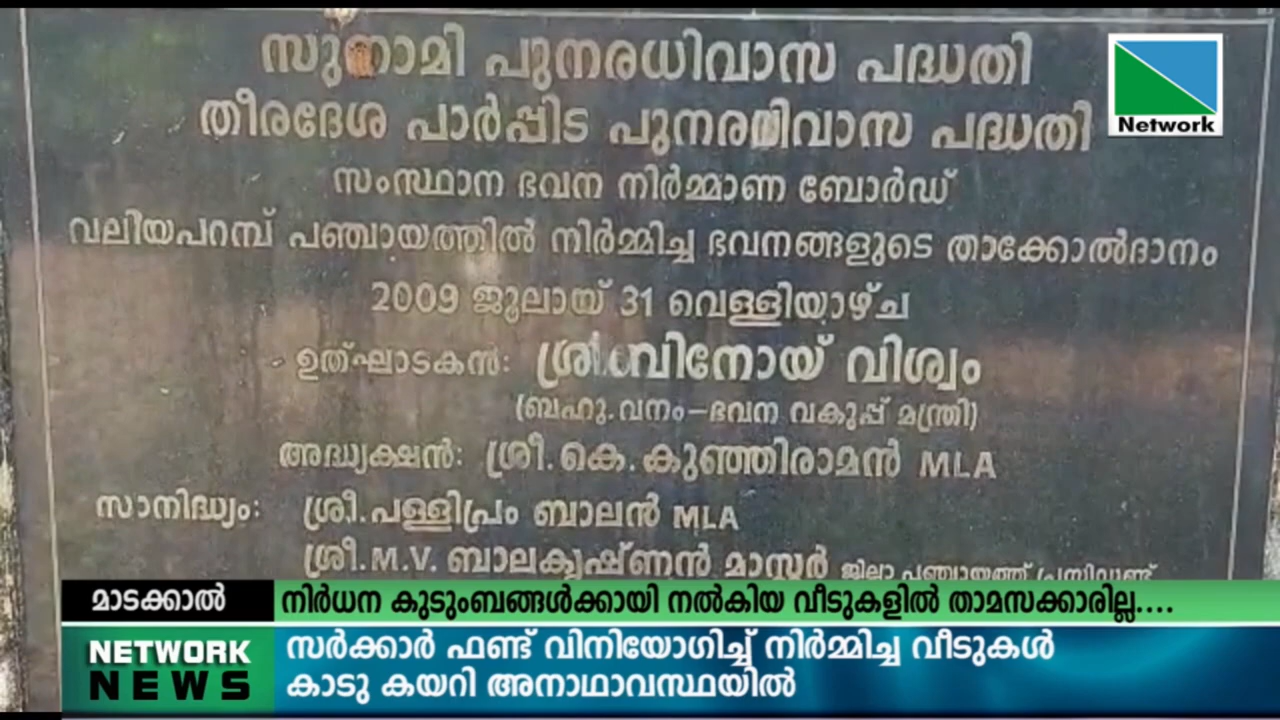 സുനാമി പുനരധിവാസ പദ്ധതി
തീരദേശ പാർപ്പിട പുനരധിവാസ പദ്ധതി
സംസ്ഥാന ഭവന നിർമ്മാണ ബോർഡ്
വലിയപറമ്പ് പഞ്ചായത്തിൽ നിർമ്മിച്ച ഭവനങ്ങളുടെ താക്കോൽദാനം
2009 ജൂലായ് 31 വെള്ളിയാഴ്ച
ഉത്ഘാടകൻ: ശ്രീ.ബിനോയ് വിശ്വം
(ബഹു.വനം-ഭവന വകുപ്പ് മന്ത്രി)
അദ്ധ്യക്ഷൻ: ശ്രീ.കെ.കുഞ്ഞിരാമൻ MLA
സാനിദ്ധ്യം: ശ്രീ.പള്ളിപ്രം ബാലൻ MLA
ശ്രീ.M.V. ബാലകൃഷ്ണൻ മാസ്റ്റർ ജില്ലാ പഞ്ചായത്ത് പ്രസിഡണ്ട്
Network
മാടക്കാൽ
നിർധന കുടുംബങ്ങൾക്കായി നൽകിയ വീടുകളിൽ താമസക്കാരില്ല....
NETWORK NEWS
സർക്കാർ ഫണ്ട് വിനിയോഗിച്ച് നിർമ്മിച്ച വീടുകൾ
കാടു കയറി അനാഥാവസ്ഥയിൽ